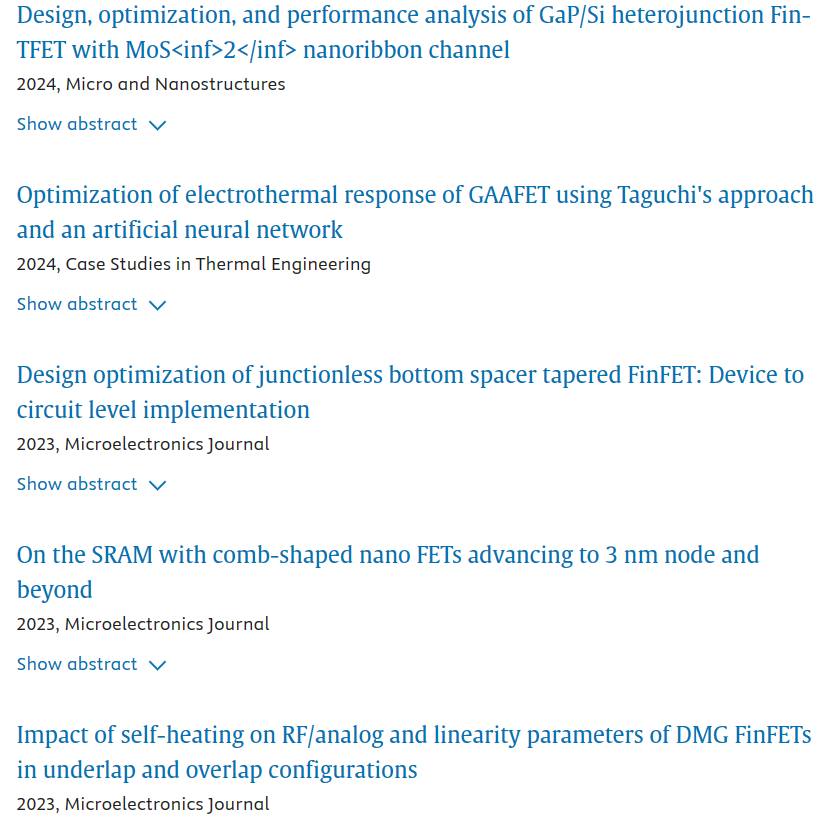 Design, optimization, and performance analysis of GaP/Si heterojunction Fin-
TFET with MoS<inf>2</inf> nanoribbon channel
2024, Micro and Nanostructures
Show abstract
Optimization of electrothermal response of GAAFET using Taguchi's approach
and an artificial neural network
2024, Case Studies in Thermal Engineering
Show abstract
Design optimization of junctionless bottom spacer tapered FinFET: Device to
circuit level implementation
2023, Microelectronics Journal
Show abstract
On the SRAM with comb-shaped nano FETs advancing to 3 nm node and
beyond
2023, Microelectronics Journal
Show abstract
Impact of self-heating on RF/analog and linearity parameters of DMG FinFETs
in underlap and overlap configurations
2023, Microelectronics Journal